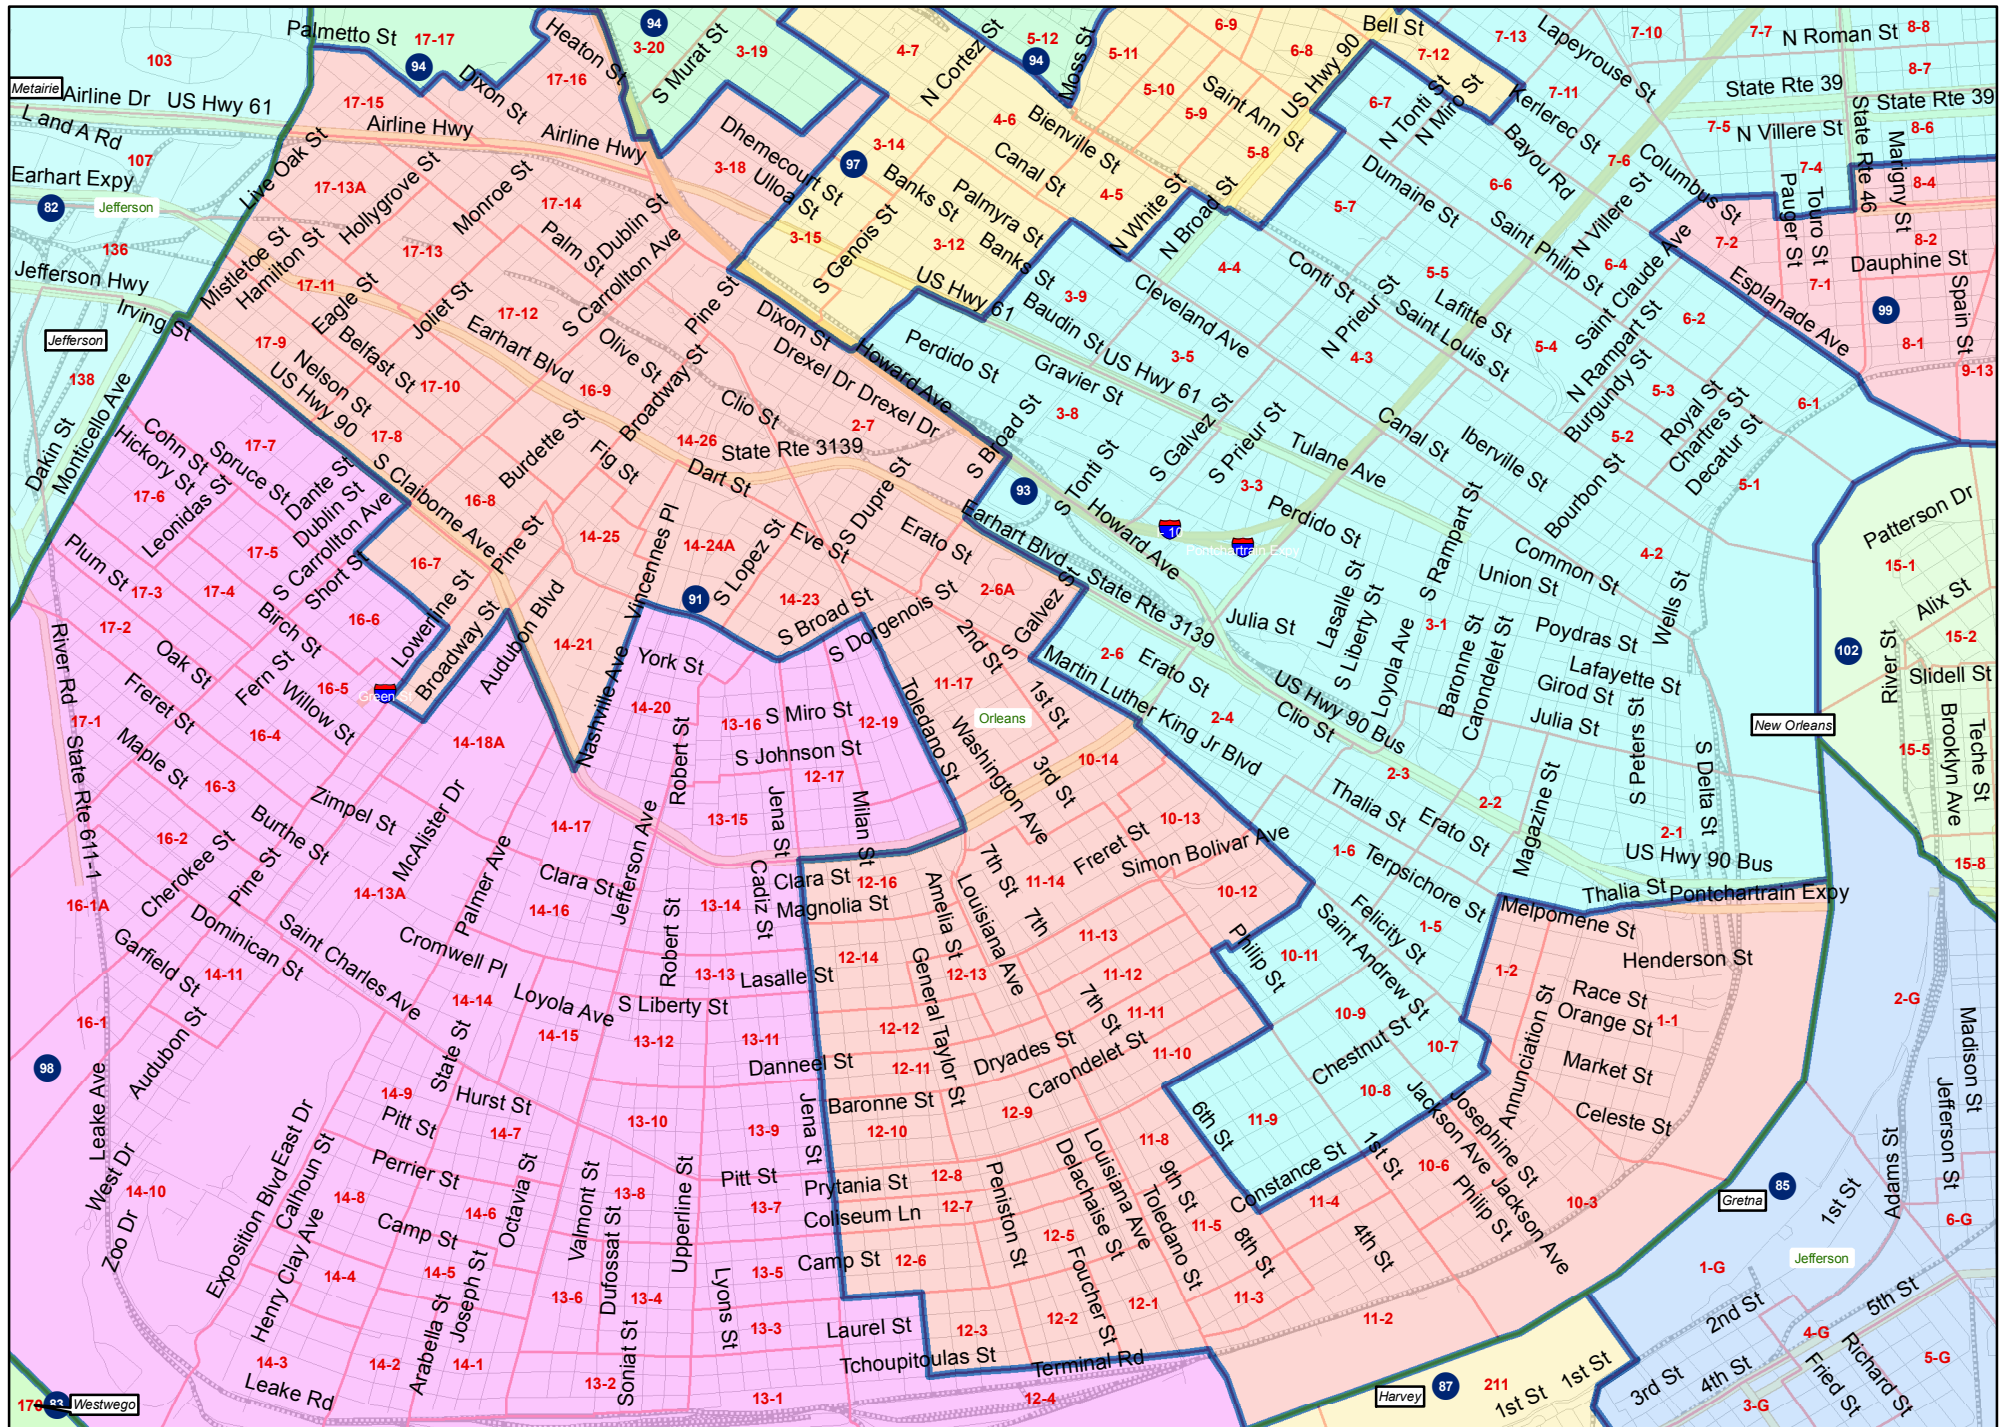 Palmetto St
17-17
94
Heaton St
94
3-20
3-19
S Murat St
4-7
N Cortez St
5-12
94
Moss St
5-11
6-9
6-8
US Hwy 90
Bell St
7-12
7-13
Lapeyrouse St
7-10
7-7
N Roman St
8-8
103
Metairie
Airline Dr
US Hwy 61
17-15
Dixon St
17-16
Airline Hwy
Airline Hwy
L and A Rd
107
Earhart Expy
82
Jefferson
136
Jefferson Hwy
Irving St
Jefferson
138
Dakin St
Monticello Ave
Live Oak St
17-13A
Hollygrove St
Monroe St
17-14
Mistletoe St
Hamilton St
17-11
17-13
Palm St
S Dublin St
S Carrollton Ave
Eagle St
Joliet St
17-12
17-9
Belfast St
Earhart Blvd
Nelson St
17-10
US Hwy 90
Olive St
Pine St
16-9
Broadway St
17-8
Burdette St
Fig St
Clio St
14-26
State Rte 3139
2-7
Dixon St
Drexel Dr
Drexel Dr
Howard Ave
3-18
Dhemecourt St
Ulloa St
97
3-14
Banks St
3-15
S Genois St
3-12
Palmyra St
Banks St
US Hwy 61
4-6
Bienville St
Canal St
4-5
N White St
5-10
5-9
Saint Ann St
5-8
N Broad St
6-7
N Tonti St
N Miro St
Kerlerec St
7-11
Bayou Rd
7-6
Columbus St
State Rte 39
State Rte 39
8-7
7-5
N Villere St
State Rte 46
Marigny St
8-6
7-4
8-4
Dumaine St
6-6
5-7
Saint Philip St
N Villere St
6-4
Saint Claude Ave
7-2
Pauger St
Touro St
7-1
8-2
Dauphine St
99
Spain St
8-1
9-13
Esplanade Ave
3-9
Baudin St
Cleveland Ave
4-4
Conti St
5-5
Lafitte St
N Prieur St
Saint Louis St
4-3
5-4
N Rampart St
6-2
Burgundy St
5-3
5-2
Royal St
Chartres St
Decatur St
6-1
5-1
Perdido St
Gravier St
US Hwy 61
3-5
3-8
S Broad St
93
S Tonti St
S Galvez St
S Prieur St
Tulane Ave
Canal St
Iberville St
Bourbon St
3-3
Perdido St
Howard Ave
10
Pontchartrain Expy
Common St
4-2
Union St
S Rampart St
Lasalle St
S Liberty St
Julia St
3-1
Loyola Ave
Baronne St
Carondelet St
Poydras St
Wells St
Lafayette St
Girod St
Julia St
S Peters St
S Delta St
Magazine St
2-1
US Hwy 90 Bus
Thalia St
Pontchartrain Expy
New Orleans
102
Patterson Dr
15-1
Alix St
15-2
Rivers St
Slidell St
15-5
Brooklyn Ave
Teche St
15-8
Cohn St
Hickory St
17-7
Spruce St
17-6
Leonidas St
Dante St
Dublin St
17-5
S Carrollton Ave
S Claiborne Ave
16-8
Plum St
17-3
17-4
Birch St
Short St
16-7
16-6
Pine St
Lowerline St
Broadway St
17-2
Oak St
Fern St
Willow St
16-5
Green St
River Rd
Freret St
16-4
17-1
Maple St
State Rte 611-1
16-3
16-2
Burthe St
Cherokee St
Pine St
16-1A
Dominican St
Garfield St
14-11
16-1
98
Leake Ave
Audubon St
West Dr
Zoo Dr
14-10
178
83
Westwego
14-25
Audubon Blvd
14-21
Vincennes Pl
Nashville Ave
14-24A
91
Dart St
S Lopez St
Eve St
14-23
S Broad St
S Dupre St
Erato St
Earhart Blvd
State Rte 3139
2-6A
S Galvez St
S Dorgenois St
2nd St
York St
14-20
13-16
S Miro St
12-19
S Johnson St
12-17
Robert St
Toledano St
11-17
Washington Ave
1st St
3rd St
Orleans
10-14
Martin Luther King Jr Blvd
2-6
Erato St
2-4
US Hwy 90 Bus
Clio St
2-3
2-2
Thalia St
Erato St
1-6
Terpsichore St
Felicity St
1-5
14-18A
Zimpel St
McAlister Dr
14-17
Palmer Ave
14-13A
Clara St
14-16
Jefferson Ave
13-15
Jena St
Milan St
Cadiz St
Clara St
12-16
Magnolia St
13-14
Robert St
Lasalle St
13-13
12-14
Amelia St
Louisiana Ave
7th St
11-14
7th
Freret St
10-13
Simon Bolivar Ave
10-12
11-13
Philip St
10-11
Saint Andrew St
Saint Charles Ave
Cromwell Pl
14-14
Loyola Ave
14-15
S Liberty St
13-12
13-11
Danneel St
General Taylor St
12-13
12-12
12-11
Dryades St
11-12
7th St
11-11
Carondelet St
11-10
10-9
Chestnut St
10-8
10-7
State St
14-9
Hurst St
Pitt St
14-7
13-10
13-9
Jena St
Baronne St
12-10
12-9
Exposition Blvd
East Dr
Calhoun St
Perrier St
14-8
Octavia St
Valmont St
13-8
Upperline St
Pitt St
Prytania St
13-7
Coliseum Ln
12-8
12-7
Peniston St
Louisiana Ave
Delachaise St
11-8
9th St
Toledano St
6th St
11-9
Constance St
11-5
8th St
11-4
1st St
4th St
Camp St
14-6
14-5
14-4
Henry Clay Ave
Joseph St
Arabella St
13-6
Dufossat St
13-4
13-5
Camp St
12-6
12-5
Foucher St
12-2
12-1
11-3
11-2
14-3
Leake Rd
14-2
14-1
13-2
Soniat St
Lyons St
13-3
Laurel St
12-3
Tchoupitoulas St
Terminal Rd
13-1
12-4
Melpomene St
Henderson St
1-2
Race St
Orange St
1-1
Annunciation St
Market St
Celeste St
Josephine St
Jackson Ave
Jackson Ave
10-6
Philip St
10-3
2-G
Madison St
Jefferson St
Adams St
85
Gretna
1st St
6-G
Jefferson
1-G
2nd St
5th St
4-G
Richard St
Fried St
5-G
4th St
3rd St
3-G
Harvey
87
211
1st St
1st St